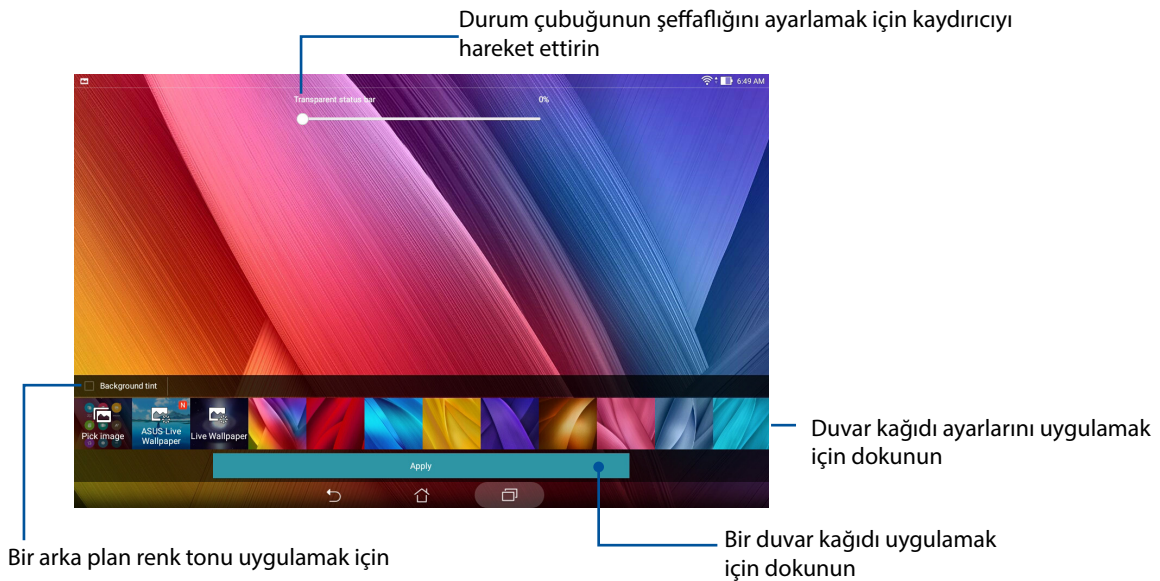 Durum çubuğunun şeffaflığını ayarlamak için kaydırıcıyı
hareket ettirin
6:49 AM
Transparent status bar 0%
Background tint
Pick image
N
ASUS Live
Wallpaper
Live Wallpaper
Apply
Duvar kağıdı ayarlarını uygulamak
için dokunun
Bir arka plan renk tonu uygulamak için
Bir duvar kağıdı uygulamak
için dokunun